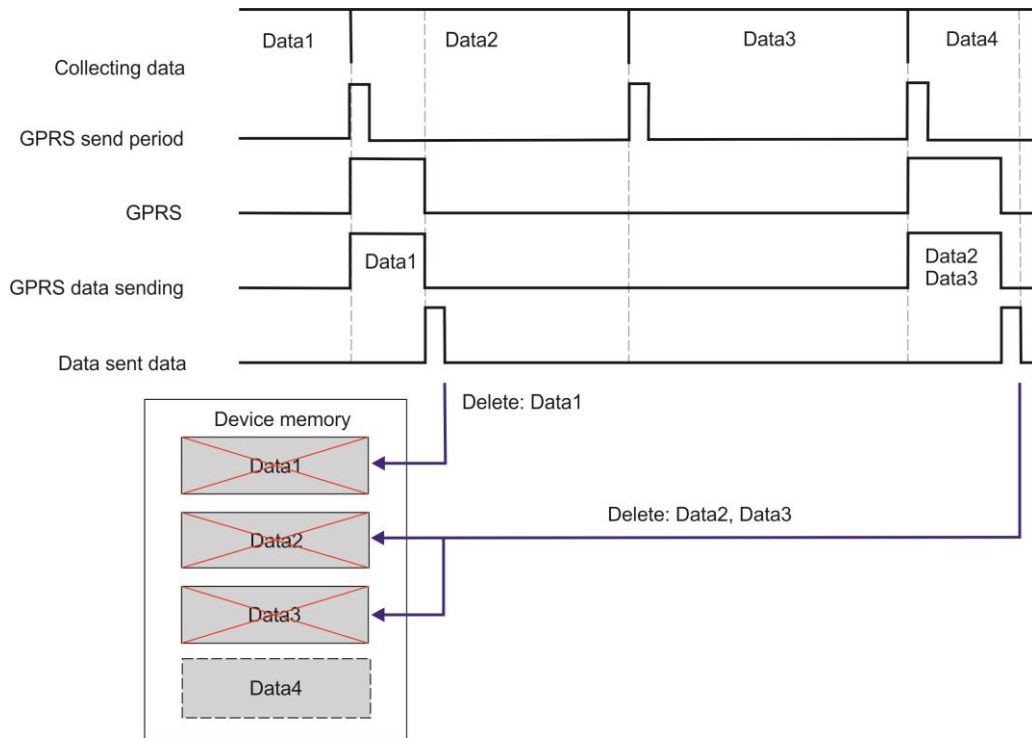 Data1 Data2 Data3 Data4
Collecting data
GPRS send period
GPRS
Data1
Data2
Data3
GPRS data sending
Data sent data
Delete: Data1
Device memory
Data1
Delete: Data2, Data3
Data2
Data3
Data4